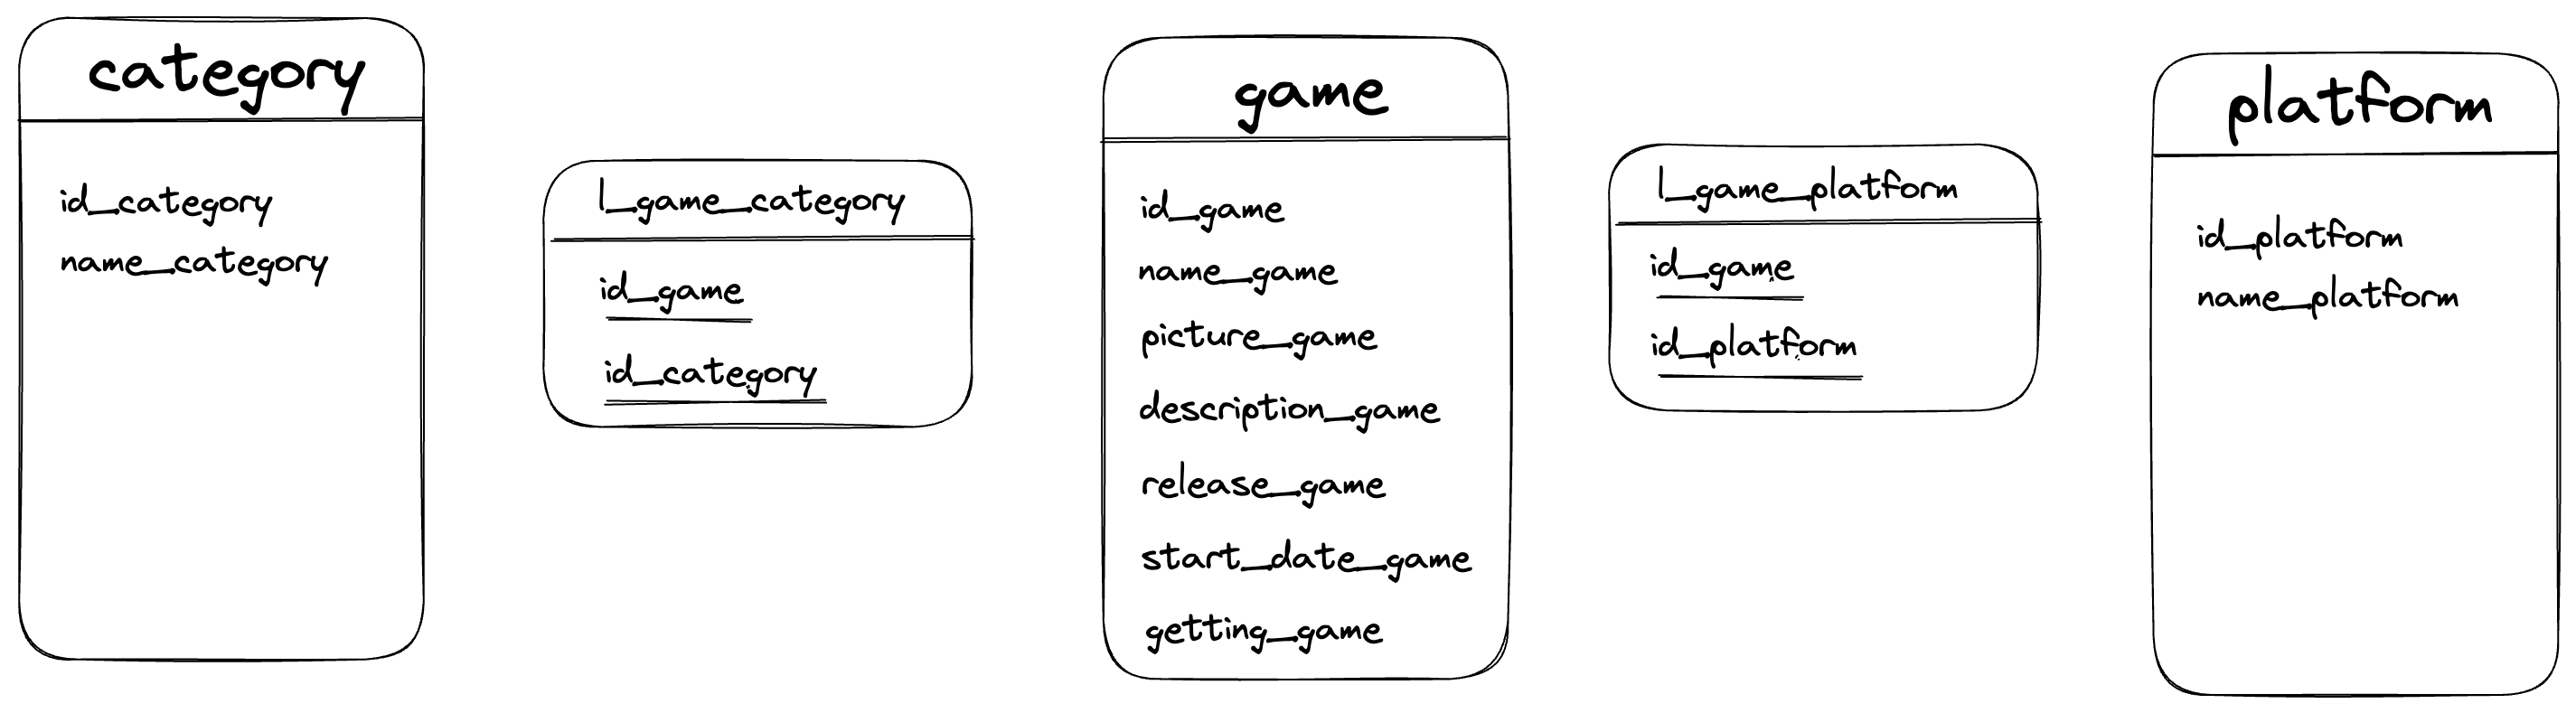 category
id_category
name_category
l_game_category
id_game
id_category
game
id_game
name_game
picture_game
description_game
release_game
start_date_game
getting_game
l_game_platform
id_game
id_platform
platform
id_platform
name_platform